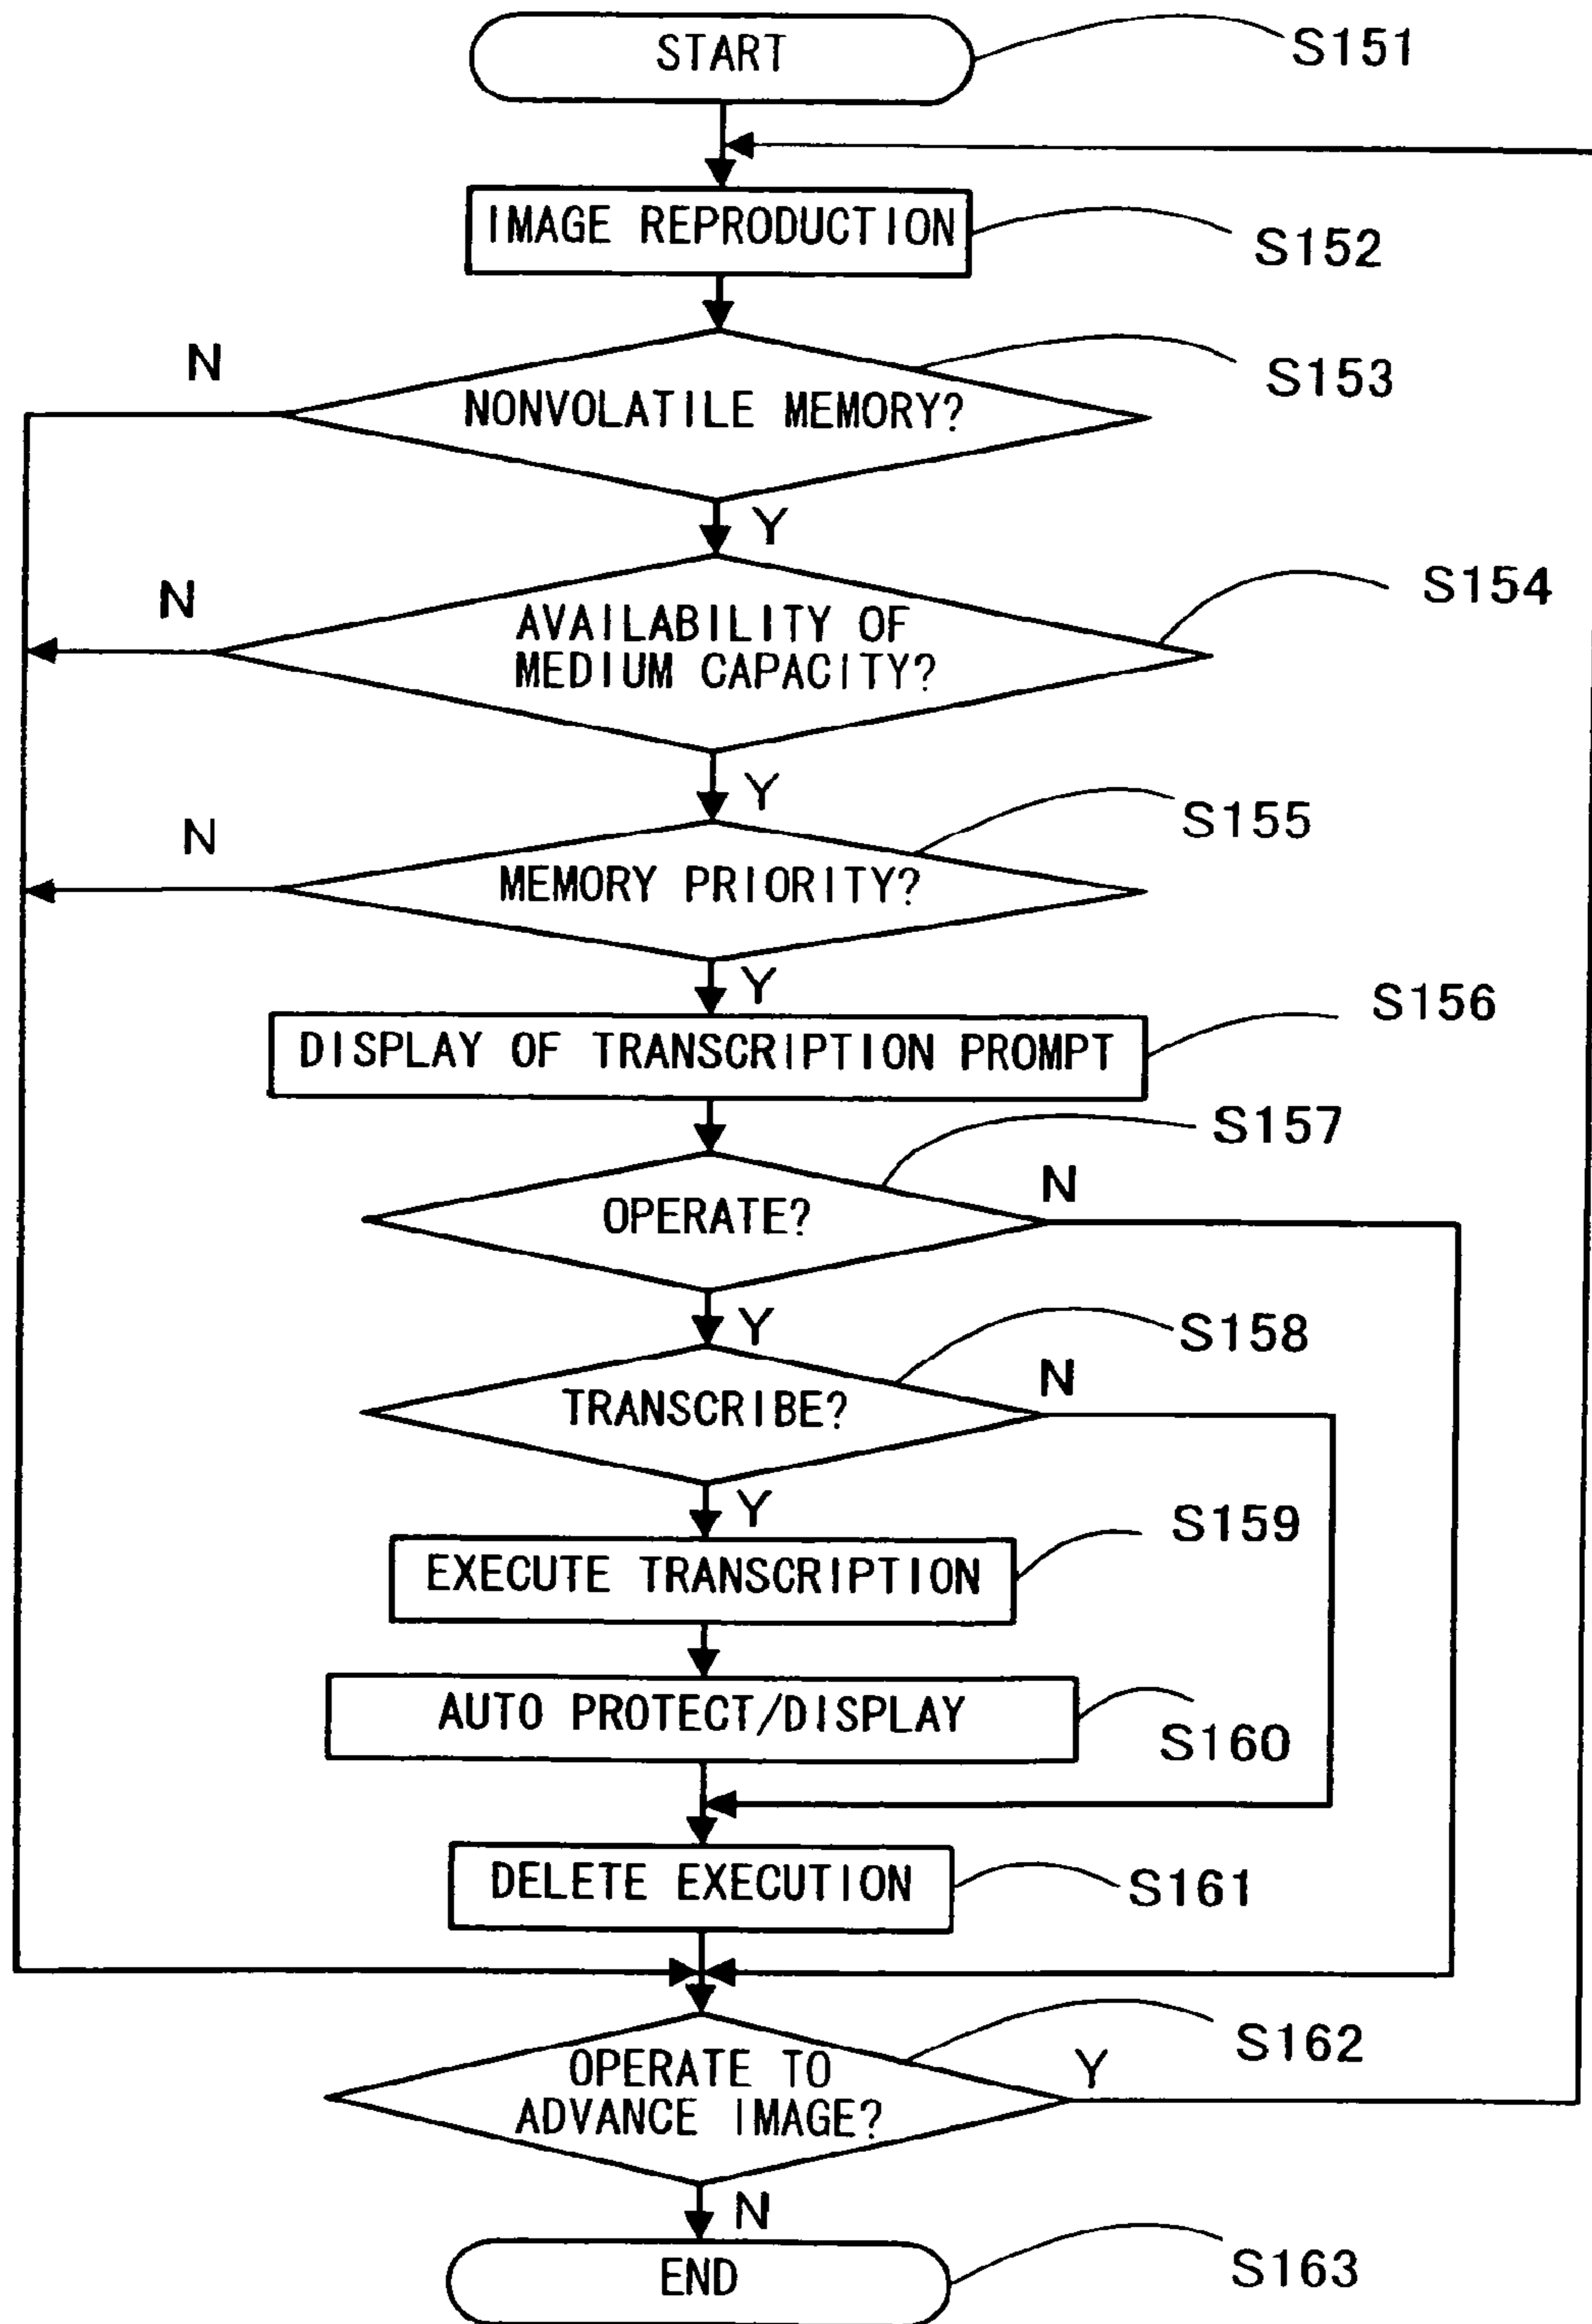 START
S151
IMAGE REPRODUCTION
S152
N
S153
NONVOLATILE MEMORY?
Y
N
S154
AVAILABILITY OF
MEDIUM CAPACITY?
Y
N
S155
MEMORY PRIORITY?
Y
S156
DISPLAY OF TRANSCRIPTION PROMPT
S157
N
OPERATE?
Y
S158
N
TRANSCRIBE?
Y
S159
EXECUTE TRANSCRIPTION
AUTO PROTECT/DISPLAY
S160
DELETE EXECUTION
S161
S162
OPERATE TO
Y
ADVANCE IMAGE?
N
END
S163